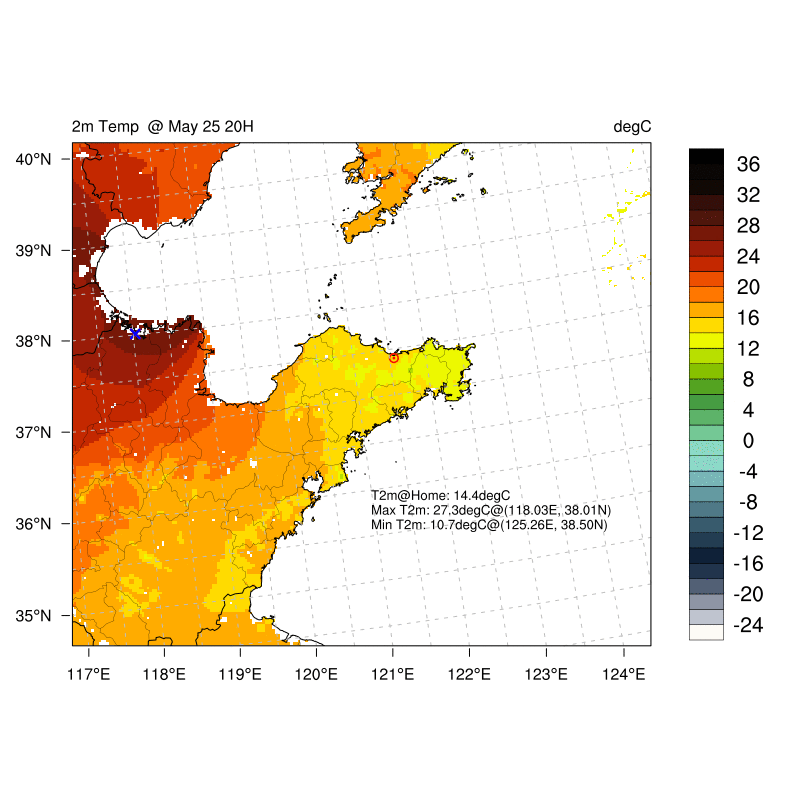 2m Temp @ May 25 20H
degC
40°N
39°N
38°N
37°N
36°N
35°N
117°E
118°E
119°E
120°E
121°E
122°E
123°E
124°E
T2m@Home: 14.4degC
Max T2m: 27.3degC@(118.03E, 38.01N)
Min T2m: 10.7degC@(125.26E, 38.50N)
36
32
28
24
20
16
12
8
4
0
-4
-8
-12
-16
-20
-24